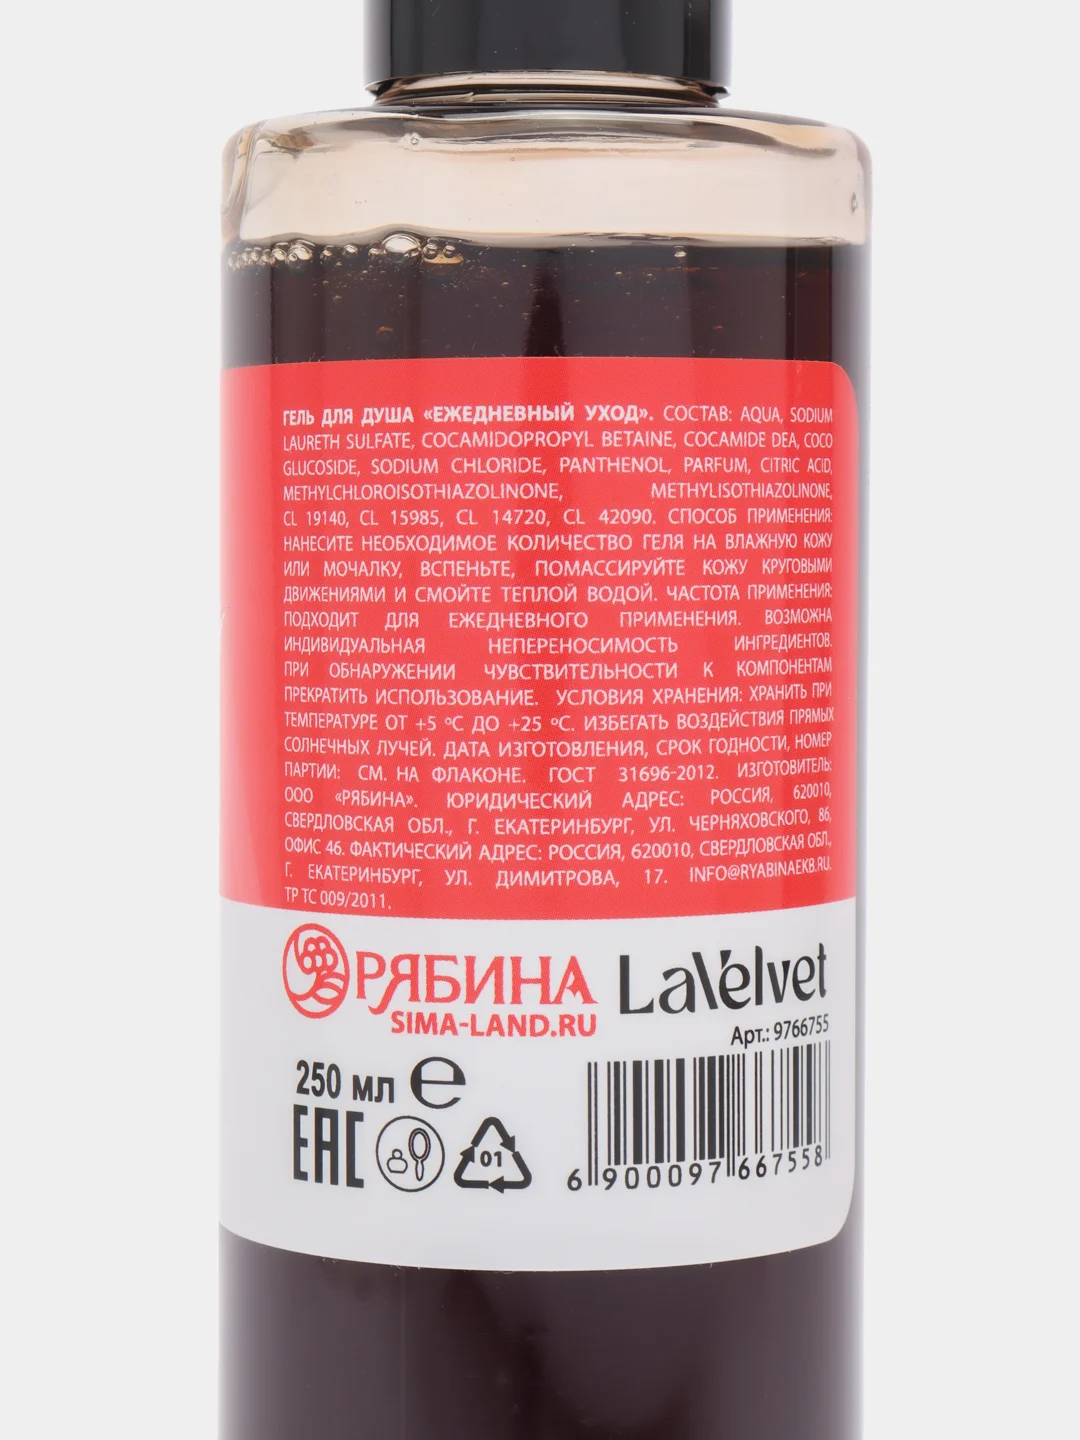 ГЕЛЬ ДЛЯ ДУША «ЕЖЕДНЕВНЫЙ УХОД». СОСТАВ: AQUA, SODIUM
LAURETH SULFATE, COCAMIDOPROPYL BETAINE, COCAMIDE DEA, COCO
GLUCOSIDE, SODIUM CHLORIDE, PANTHENOL, PARFUM, CITRIC ACID,
METHYLCHLOROISOTHIAZOLINONE, METHYLISOTHIAZOLINONE,
CL 19140, CL 15985, CL 14720, CL 42090. СПОСОБ ПРИМЕНЕНИЯ:
НАНЕСИТЕ НЕОБХОДИМОЕ КОЛИЧЕСТВО ГЕЛЯ НА ВЛАЖНУЮ КОЖУ
ИЛИ МОЧАЛКУ, ВСПЕНЬТЕ, ПОМАССИРУЙТЕ КОЖУ КРУГОВЫМИ
ДВИЖЕНИЯМИ И СМОЙТЕ ТЕПЛОЙ ВОДОЙ. ЧАСТОТА ПРИМЕНЕНИЯ:
ПОДХОДИТ ДЛЯ ЕЖЕДНЕВНОГО ПРИМЕНЕНИЯ. ВОЗМОЖНА
ИНДИВИДУАЛЬНАЯ НЕПЕРЕНОСИМОСТЬ ИНГРЕДИЕНТОВ.
ПРИ ОБНАРУЖЕНИИ ЧУВСТВИТЕЛЬНОСТИ К КОМПОНЕНТАМ
ПРЕКРАТИТЬ ИСПОЛЬЗОВАНИЕ. УСЛОВИЯ ХРАНЕНИЯ: ХРАНИТЬ ПРИ
ТЕМПЕРАТУРЕ ОТ +5 ºС ДО +25 ºС. ИЗБЕГАТЬ ВОЗДЕЙСТВИЯ ПРЯМЫХ
СОЛНЕЧНЫХ ЛУЧЕЙ. ДАТА ИЗГОТОВЛЕНИЯ, СРОК ГОДНОСТИ, НОМЕР
ПАРТИИ: СМ. НА ФЛАКОНЕ. ГОСТ 31696-2012. ИЗГОТОВИТЕЛЬ:
ООО «РЯБИНА». ЮРИДИЧЕСКИЙ АДРЕС: РОССИЯ, 620010,
СВЕРДЛОВСКАЯ ОБЛ., Г. ЕКАТЕРИНБУРГ, УЛ. ЧЕРНЯХОВСКОГО, 86,
ОФИС 46. ФАКТИЧЕСКИЙ АДРЕС: РОССИЯ, 620010, СВЕРДЛОВСКАЯ ОБЛ.,
Г. ЕКАТЕРИНБУРГ, УЛ. ДИМИТРОВА, 17. INFO@RYABINAEKB.RU.
ТР ТС 009/2011.
РЯБИНА LaVelvet
SIMA-LAND.RU
Арт.: 9766755
250 мл e
EAC 01
6 900097 667558